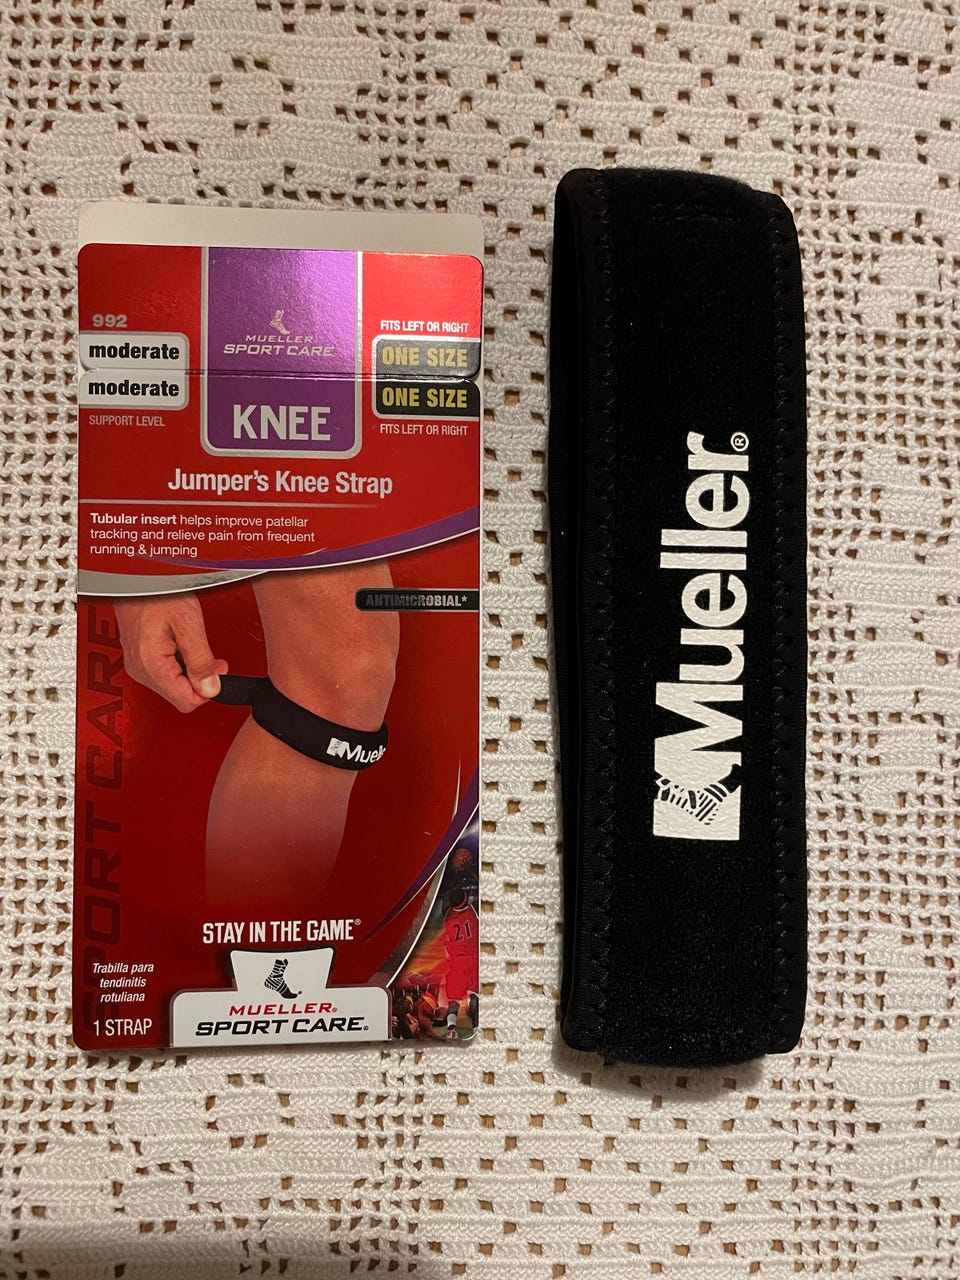 992
moderate
moderate
SUPPORT LEVEL
MUELLER
SPORT CARE
KNEE
FITS LEFT OR RIGHT
ONE SIZE
ONE SIZE
FITS LEFT OR RIGHT
Jumper's Knee Strap
Tubular insert helps improve patellar
tracking and relieve pain from frequent
running & jumping
ANTIMICROBIAL*
SPORT CARE
Mueller
21
STAY IN THE GAME®
Trabilla para
tendinitis
rotuliana
1 STRAP
MUELLER®
SPORT CARE®
Mueller®